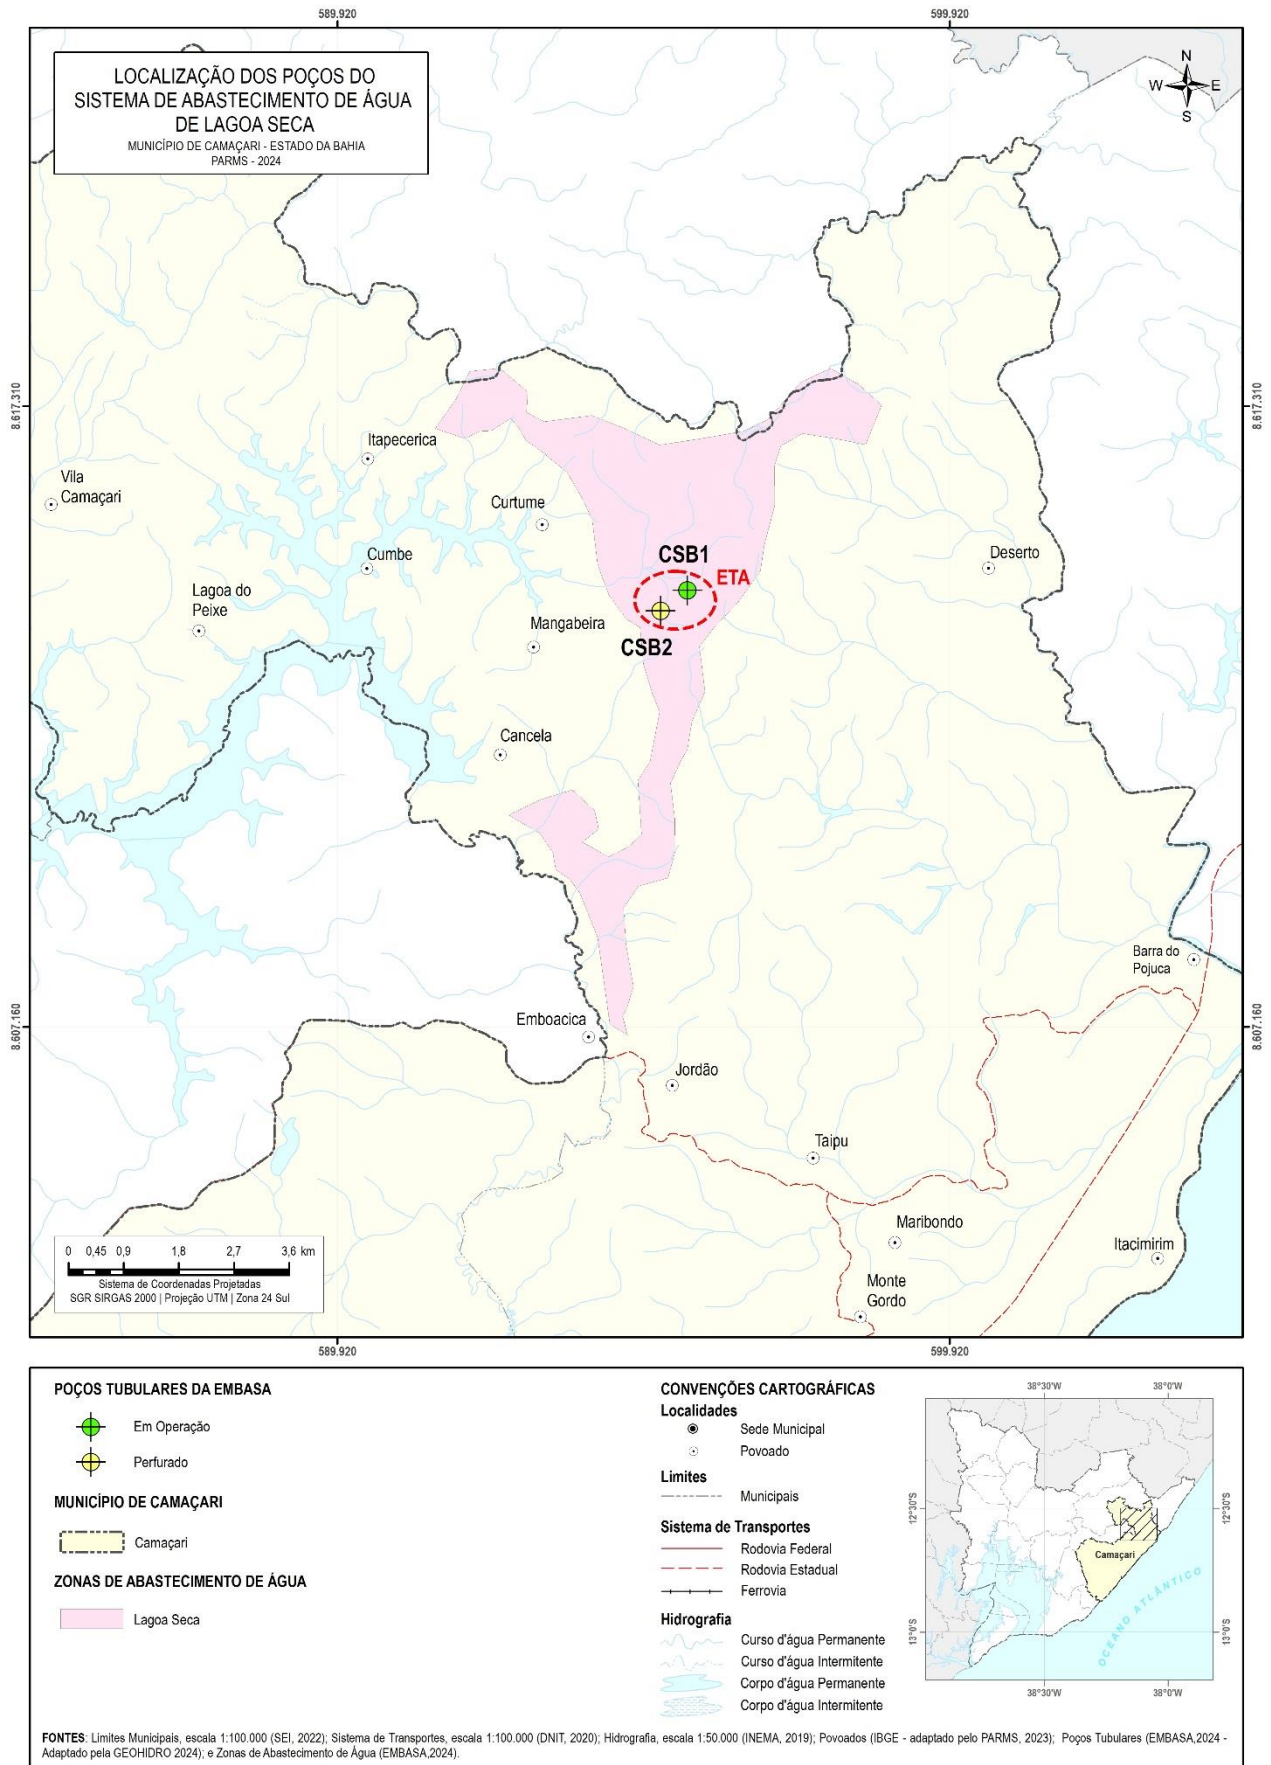 589.920
599.920
LOCALIZAÇÃO DOS POÇOS DO
SISTEMA DE ABASTECIMENTO DE ÁGUA
DE LAGOA SECA
MUNICÍPIO DE CAMAÇARI - ESTADO DA BAHIA
PARMS - 2024
N
W E
S
8.617.310
8.617.310
Itapecerica
Vila
Camaçari
Curtume
CSB1
ETA
Deserto
Cumbe
Lagoa do
Peixe
Mangabeira
CSB2
Cancela
Barra do
Pojuca
8.607.160
8.607.160
Emboacica
Jordão
Taipu
Maribondo
Itacimirim
Monte
Gordo
0 0,45 0,9 1,8 2,7 3,6 km
Sistema de Coordenadas Projetadas
SGR SIRGAS 2000 | Projeção UTM | Zona 24 Sul
589.920
599.920
POÇOS TUBULARES DA EMBASA
Em Operação
Perfurado
MUNICÍPIO DE CAMAÇARI
Camaçari
ZONAS DE ABASTECIMENTO DE ÁGUA
Lagoa Seca
CONVENÇÕES CARTOGRÁFICAS
Localidades
Sede Municipal
Povoado
Limites
Municipais
Sistema de Transportes
Rodovia Federal
Rodovia Estadual
Ferrovia
Hidrografia
Curso d'água Permanente
Curso d'água Intermitente
Corpo d'água Permanente
Corpo d'água Intermitente
38°30'W
38°0'W
12°30'S
12°30'S
Camaçari
OCEANO ATLÂNTICO
13°0'S
13°0'S
38°30'W
38°0'W
FONTES: Limites Municipais, escala 1:100.000 (SEI, 2022); Sistema de Transportes, escala 1:100.000 (DNIT, 2020); Hidrografia, escala 1:50.000 (INEMA, 2019); Povoados (IBGE - adaptado pelo PARMS, 2023); Poços Tubulares (EMBASA,2024 -
Adaptado pela GEOHIDRO 2024); e Zonas de Abastecimento de Água (EMBASA,2024).